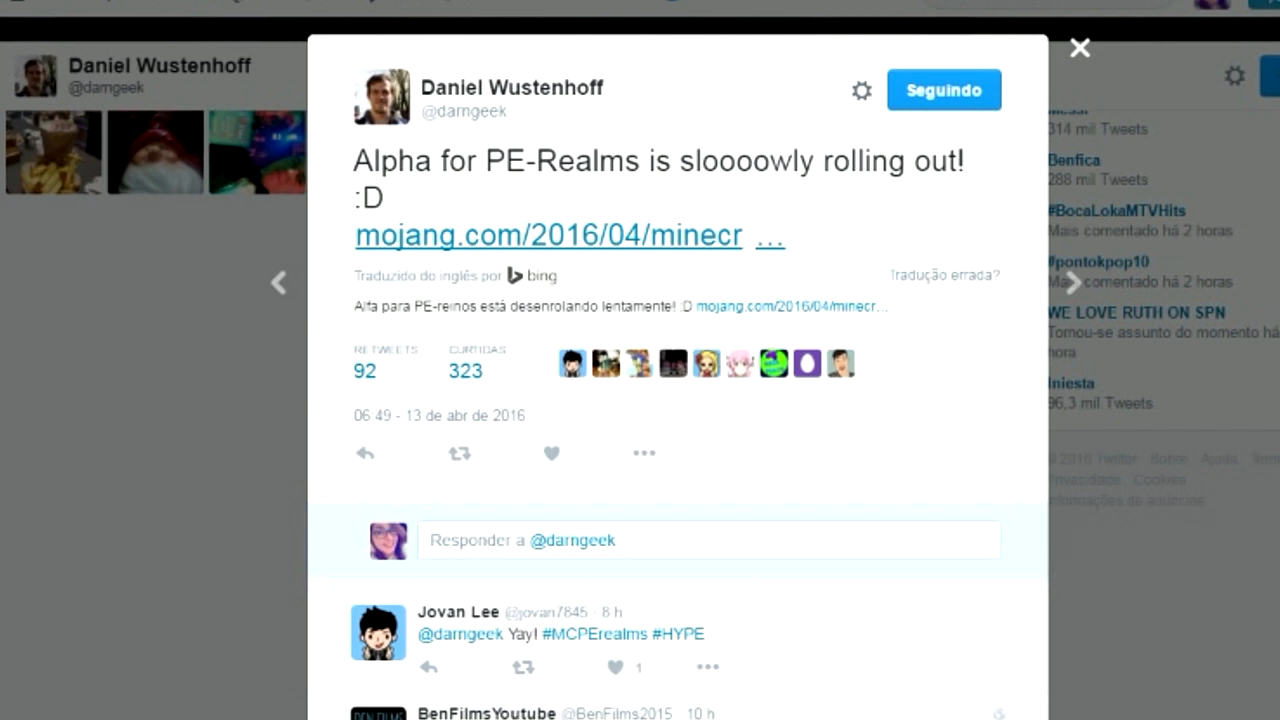 Daniel Wustenhoff
@darngeek
Daniel Wustenhoff
@darngeek
Seguindo
Alpha for PE-Realms is sloooowly rolling out!
:D
mojang.com/2016/04/minecr …
Traduzido do inglês por bing
Tradução errada?
Alfa para PE-reinos está desenrolando lentamente! :D mojang.com/2016/04/minecr…
RETWEETS
92
CURTIDAS
323
06:49 - 13 de abr de 2016
Responder a @darngeek
Jovan Lee @jovan7845 · 8 h
@darngeek Yay! #MCPErealms #HYPE
1
BenFilmsYoutube @BenFilms2015 · 10 h
314 mil Tweets
Benfica
288 mil Tweets
#BocaLokaMTVHits
Mais comentado há 2 horas
#pontokpop10
Mais comentado há 2 horas
WE LOVE RUTH ON SPN
Tornou-se assunto do momento há
hora
Iniesta
96,3 mil Tweets
© 2016 Twitter Sobre Ajuda
Privacidade Cookies
Informações de anúncios